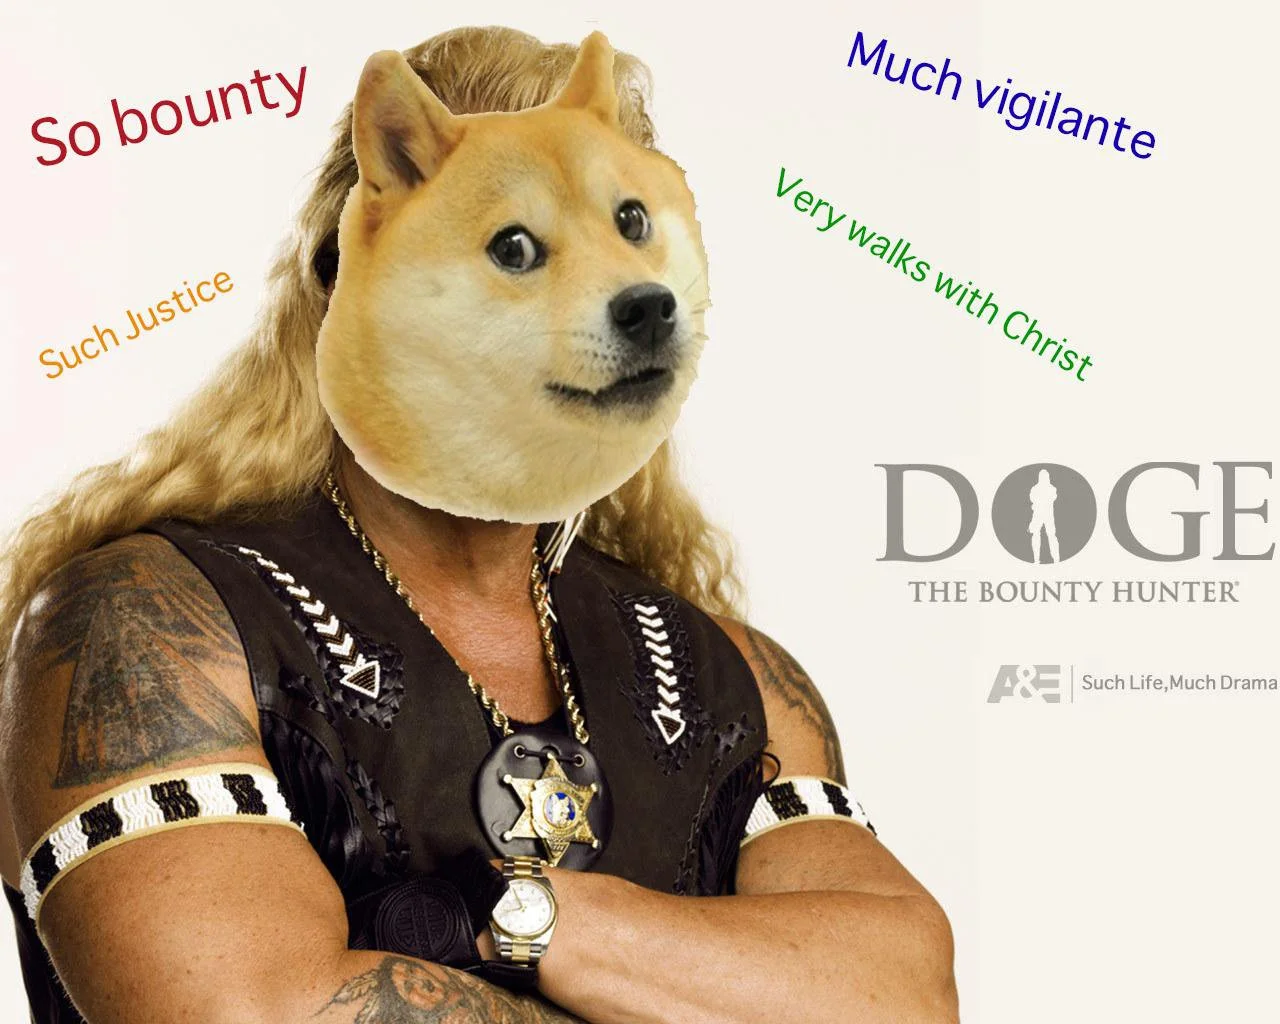 So bounty
Much vigilante
Very walks with Christ
Such Justice
DOGE
THE BOUNTY HUNTER®
A&E | Such Life,Much Drama